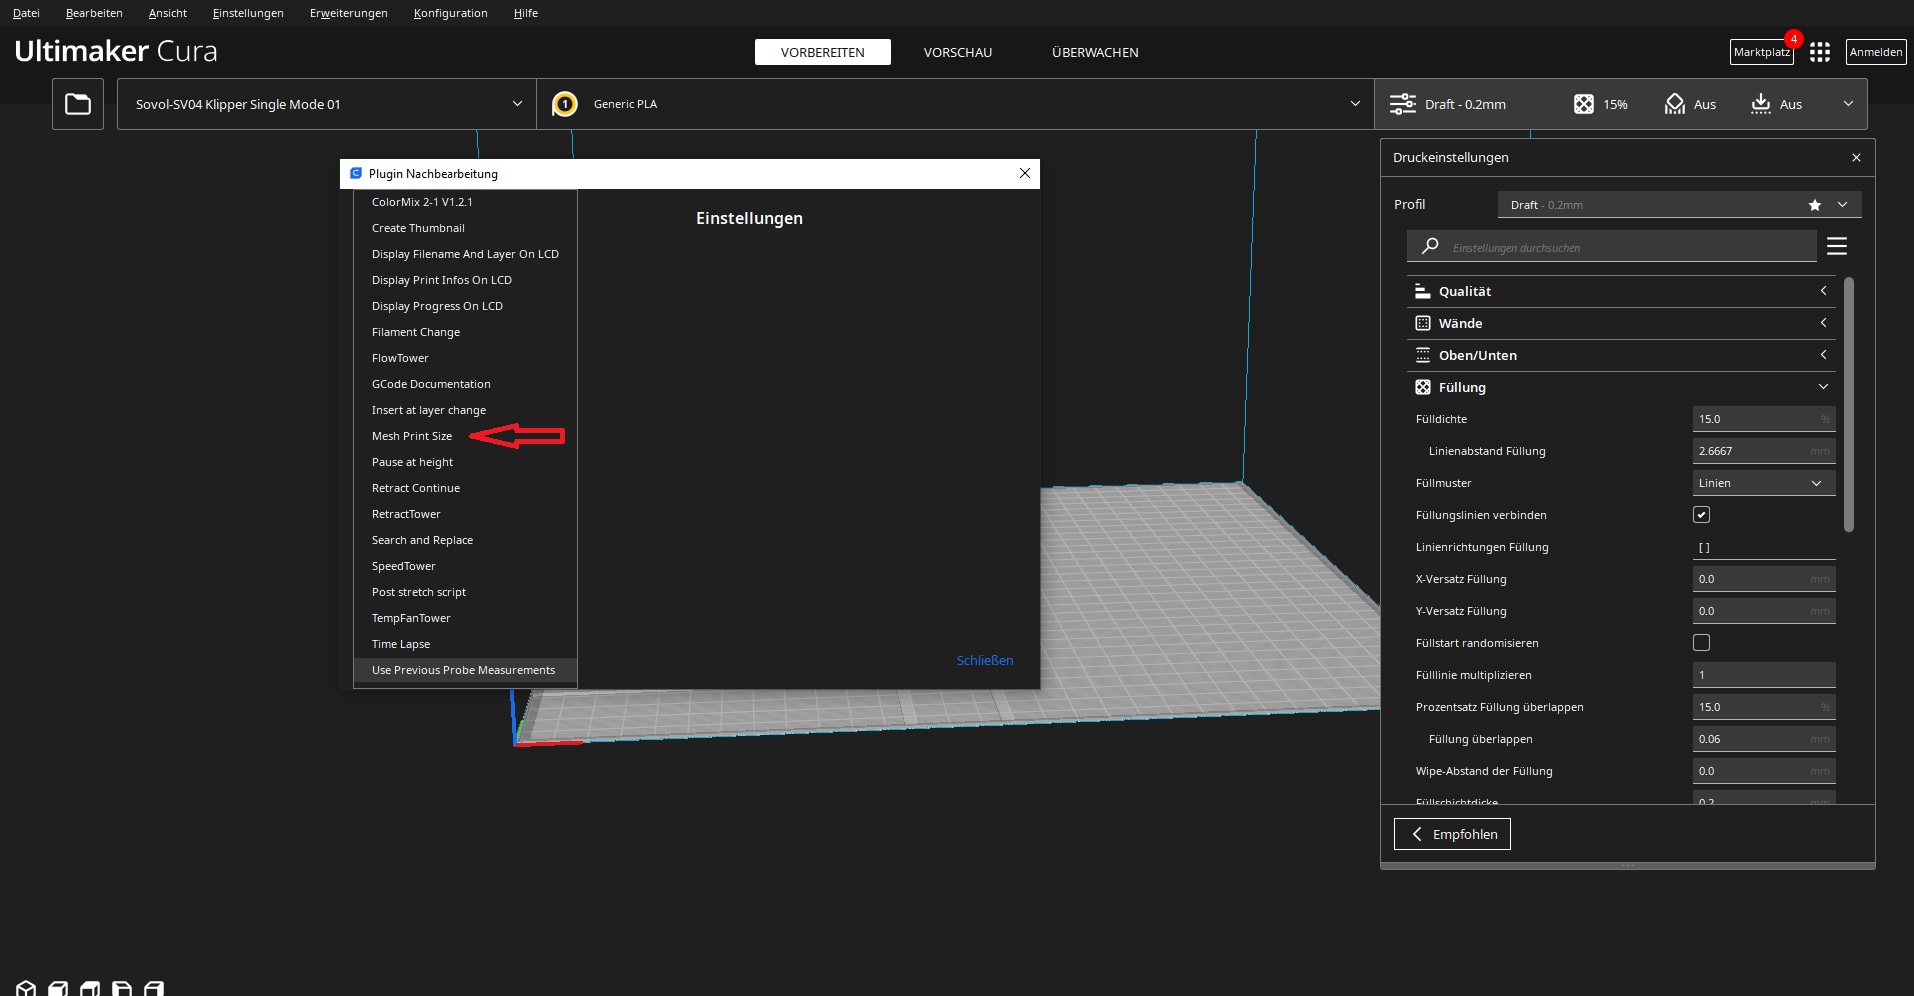 Datei Bearbeiten Ansicht Einstellungen Erweiterungen Konfiguration Hilfe
Ultimaker Cura
VORBEREITEN VORSCHAU ÜBERWACHEN
Marktplatz 4 Anmelden
Sovol-SV04 Klipper Single Mode 01
1 Generic PLA
Draft - 0.2mm 15% Aus Aus
Plugin Nachbearbeitung
ColorMix 2-1 V1.2.1
Create Thumbnail
Display Filename And Layer On LCD
Display Print Infos On LCD
Display Progress On LCD
Filament Change
FlowTower
GCode Documentation
Insert at layer change
Mesh Print Size
Pause at height
Retract Continue
RetractTower
Search and Replace
SpeedTower
Post stretch script
TempFanTower
Time Lapse
Use Previous Probe Measurements
Einstellungen
Schließen
Druckeinstellungen
Profil Draft - 0.2mm
Einstellungen durchsuchen
Qualität
Wände
Oben/Unten
Füllung
Fülldichte 15.0 %
Linienabstand Füllung 2.6667 mm
Füllmuster Linien
Füllungslinien verbinden
Linienrichtungen Füllung [ ]
X-Versatz Füllung 0.0 mm
Y-Versatz Füllung 0.0 mm
Füllstart randomisieren
Fülllinie multiplizieren 1
Prozentsatz Füllung überlappen 15.0 %
Füllung überlappen 0.06 mm
Wipe-Abstand der Füllung 0.0 mm
Füllschichtdicke 0.2 mm
Empfohlen